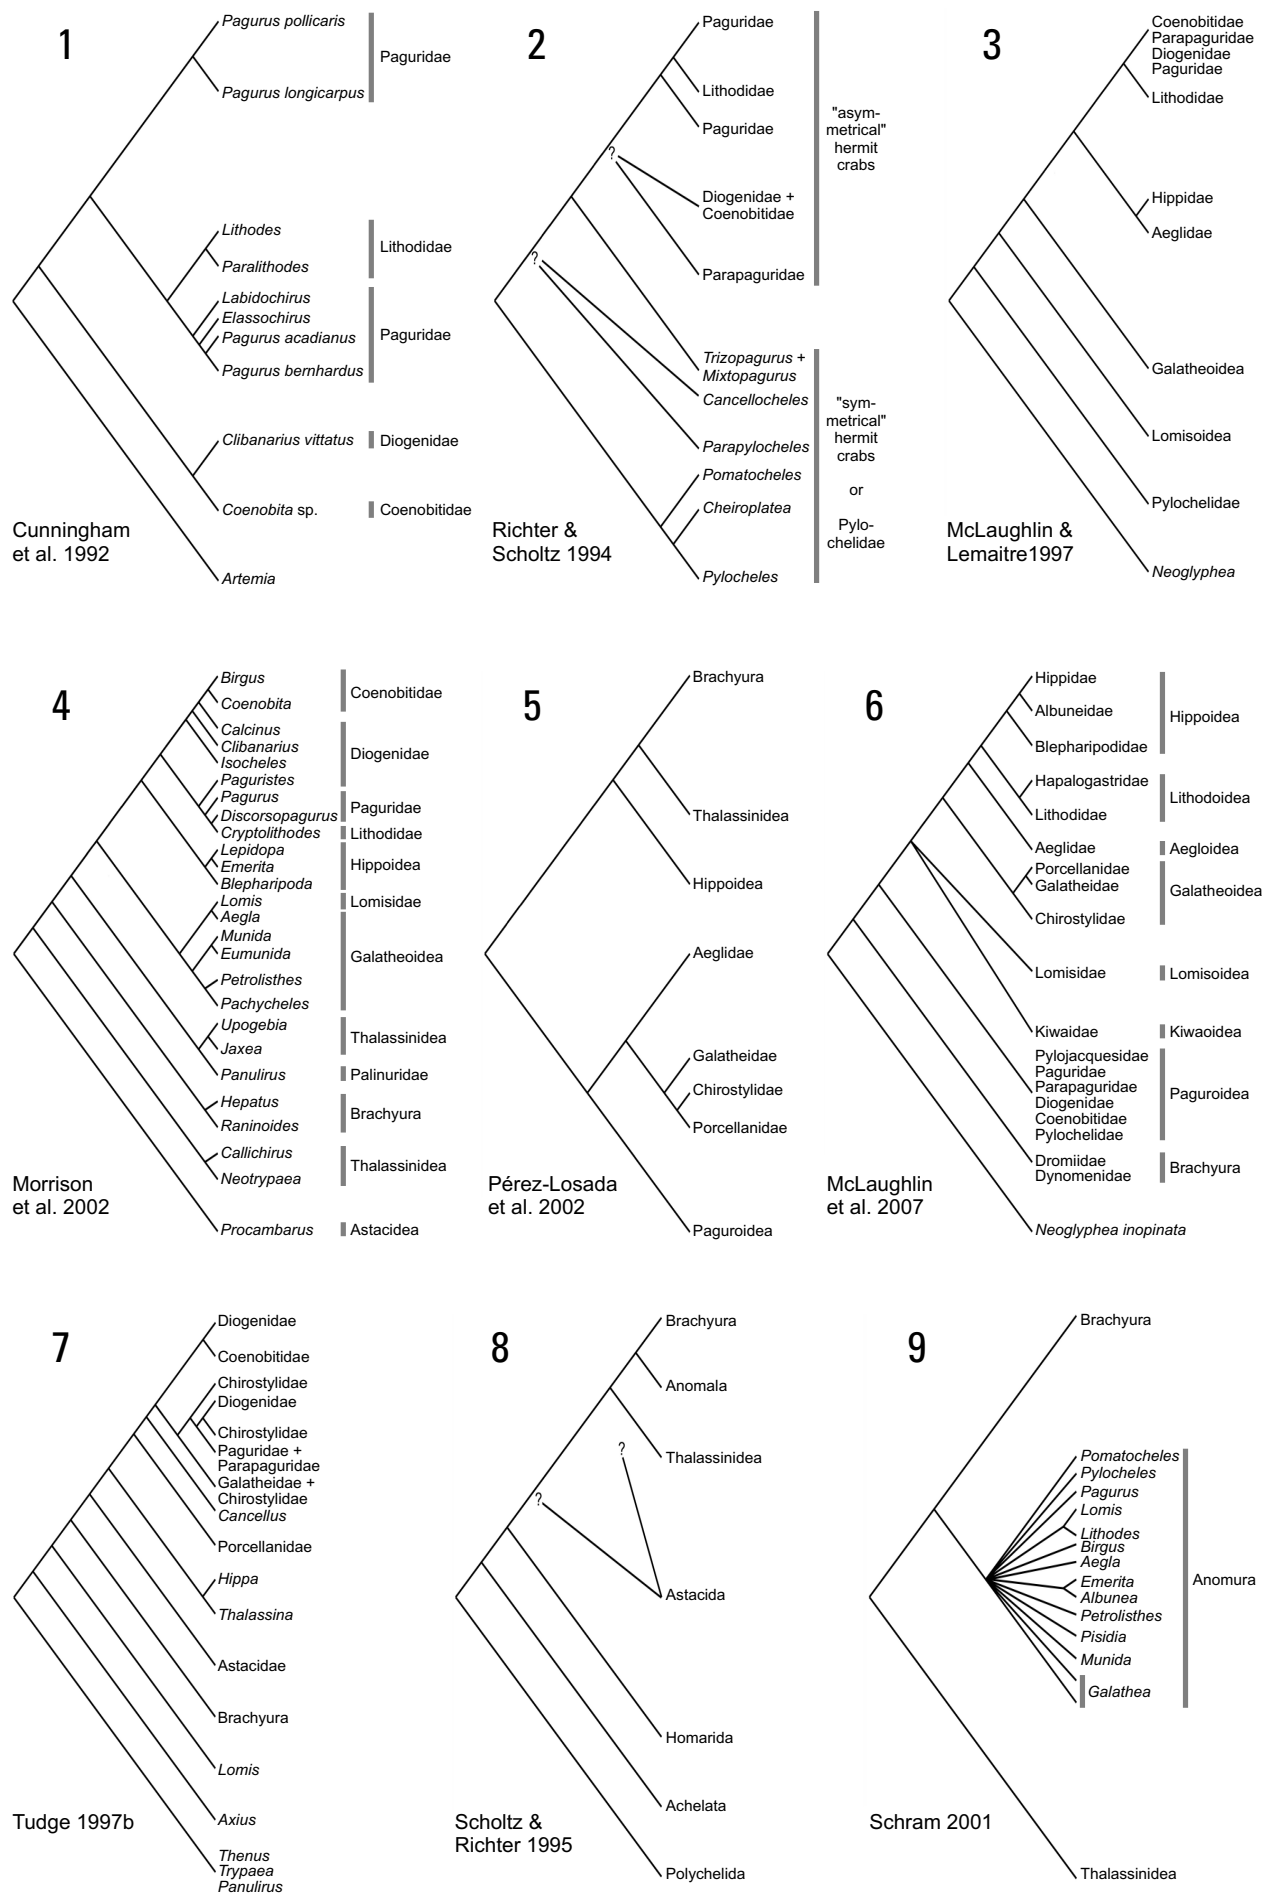 1
Pagurus pollicaris
Pagurus longicarpus
Paguridae
Lithodes
Paralithodes
Lithodidae
Labidochirus
Elassochirus
Pagurus acadianus
Pagurus bernhardus
Paguridae
Clibanarius vittatus
Diogenidae
Coenobita sp.
Coenobitidae
Artemia
Cunningham
et al. 1992
2
Paguridae
Lithodidae
Paguridae
?
Diogenidae +
Coenobitidae
Parapaguridae
"asym-
metrical"
hermit
crabs
?
Trizopagurus +
Mixtopagurus
Cancellocheles
Parapylocheles
Pomatocheles
Cheiroplatea
Pylocheles
"sym-
metrical"
hermit
crabs
or
Pylo-
chelidae
Richter &
Scholtz 1994
3
Coenobitidae
Parapaguridae
Diogenidae
Paguridae
Lithodidae
Hippidae
Aeglidae
Galatheoidea
Lomisoidea
Pylochelidae
Neoglyphea
McLaughlin &
Lemaitre1997
4
Birgus
Coenobita
Coenobitidae
Calcinus
Clibanarius
Isocheles
Paguristes
Diogenidae
Pagurus
Discorsopagurus
Paguridae
Cryptolithodes
Lithodidae
Lepidopa
Emerita
Blepharipoda
Hippoidea
Lomis
Lomisidae
Aegla
Munida
Eumunida
Petrolisthes
Pachycheles
Galatheoidea
Upogebia
Jaxea
Thalassinidea
Panulirus
Palinuridae
Hepatus
Raninoides
Brachyura
Callichirus
Neotrypaea
Thalassinidea
Procambarus
Astacidea
Morrison
et al. 2002
5
Brachyura
Thalassinidea
Hippoidea
Aeglidae
Galatheidae
Chirostylidae
Porcellanidae
Paguroidea
Pérez-Losada
et al. 2002
6
Hippidae
Albuneidae
Blepharipodidae
Hippoidea
Hapalogastridae
Lithodidae
Lithodoidea
Aeglidae
Aegloidea
Porcellanidae
Galatheidae
Chirostylidae
Galatheoidea
Lomisidae
Lomisoidea
Kiwaidae
Kiwaoidea
Pylojacquesidae
Paguridae
Parapaguridae
Diogenidae
Coenobitidae
Pylochelidae
Paguroidea
Dromiidae
Dynomenidae
Brachyura
Neoglyphea inopinata
McLaughlin
et al. 2007
7
Diogenidae
Coenobitidae
Chirostylidae
Diogenidae
Chirostylidae
Paguridae +
Parapaguridae
Galatheidae +
Chirostylidae
Cancellus
Porcellanidae
Hippa
Thalassina
Astacidae
Brachyura
Lomis
Axius
Thenus
Trypaea
Panulirus
Tudge 1997b
8
Brachyura
Anomala
Thalassinidea
?
?
Astacida
Homarida
Achelata
Polychelida
Scholtz &
Richter 1995
9
Brachyura
Pomatocheles
Pylocheles
Pagurus
Lomis
Lithodes
Birgus
Aegla
Emerita
Albunea
Petrolisthes
Pisidia
Munida
Galathea
Anomura
Thalassinidea
Schram 2001